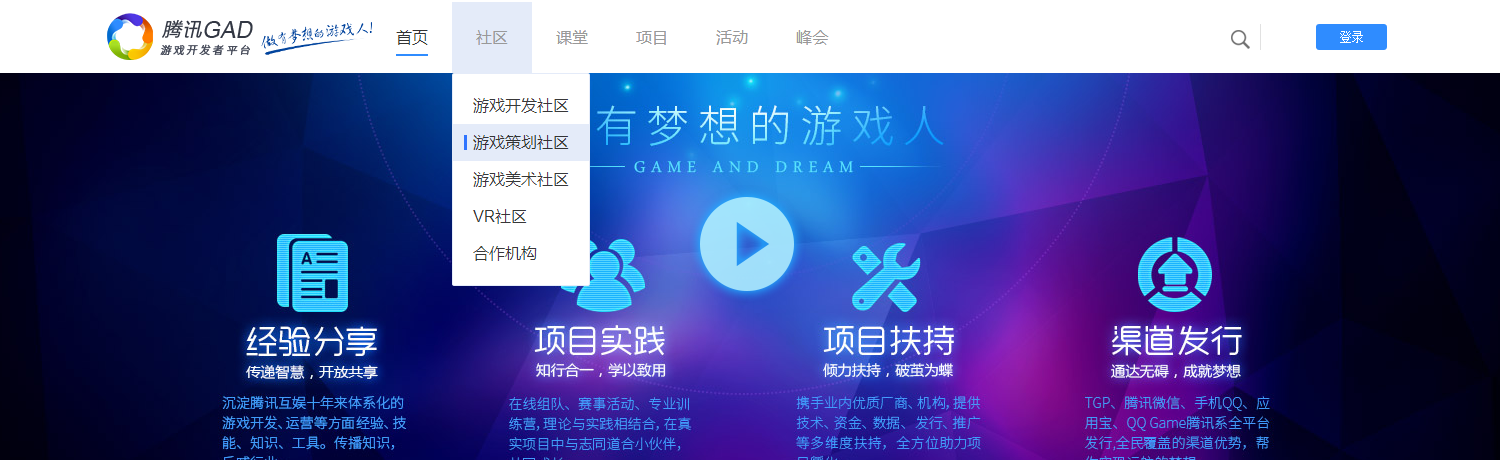 腾讯GAD
游戏开发者平台
做有梦想的游戏人!
首页
社区
课堂
项目
活动
峰会
登录
游戏开发社区
游戏策划社区
游戏美术社区
VR社区
合作机构
有梦想的游戏人
GAME AND DREAM
经验分享
传递智慧，开放共享
沉淀腾讯互娱十年来体系化的
游戏开发、运营等方面经验、技
能、知识、工具。传播知识，
项目实践
知行合一，学以致用
在线组队、赛事活动、专业训
练营,理论与实践相结合，在真
实项目中与志同道合小伙伴，
项目扶持
倾力扶持，破茧为蝶
携手业内优质厂商、机构, 提供
技术、资金、数据、发行、推广
等多维度扶持，全方位助力项
渠道发行
通达无碍，成就梦想
TGP、腾讯微信、手机QQ、应
用宝、QQ Game腾讯系全平台
发行,全民覆盖的渠道优势，帮